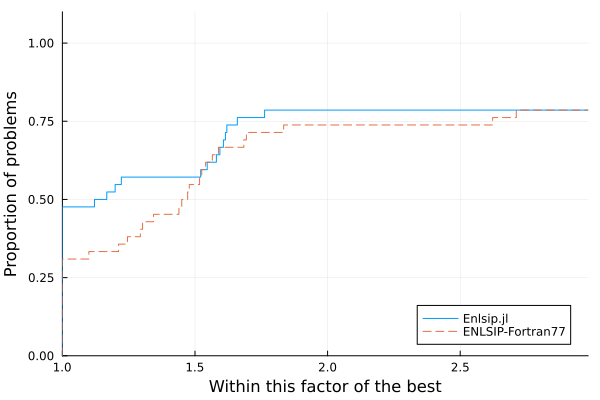 1.00
0.75
0.50
0.25
0.00
Proportion of problems
1.0
1.5
2.0
2.5
Within this factor of the best
Enlsip.jl
ENLSIP-Fortran77